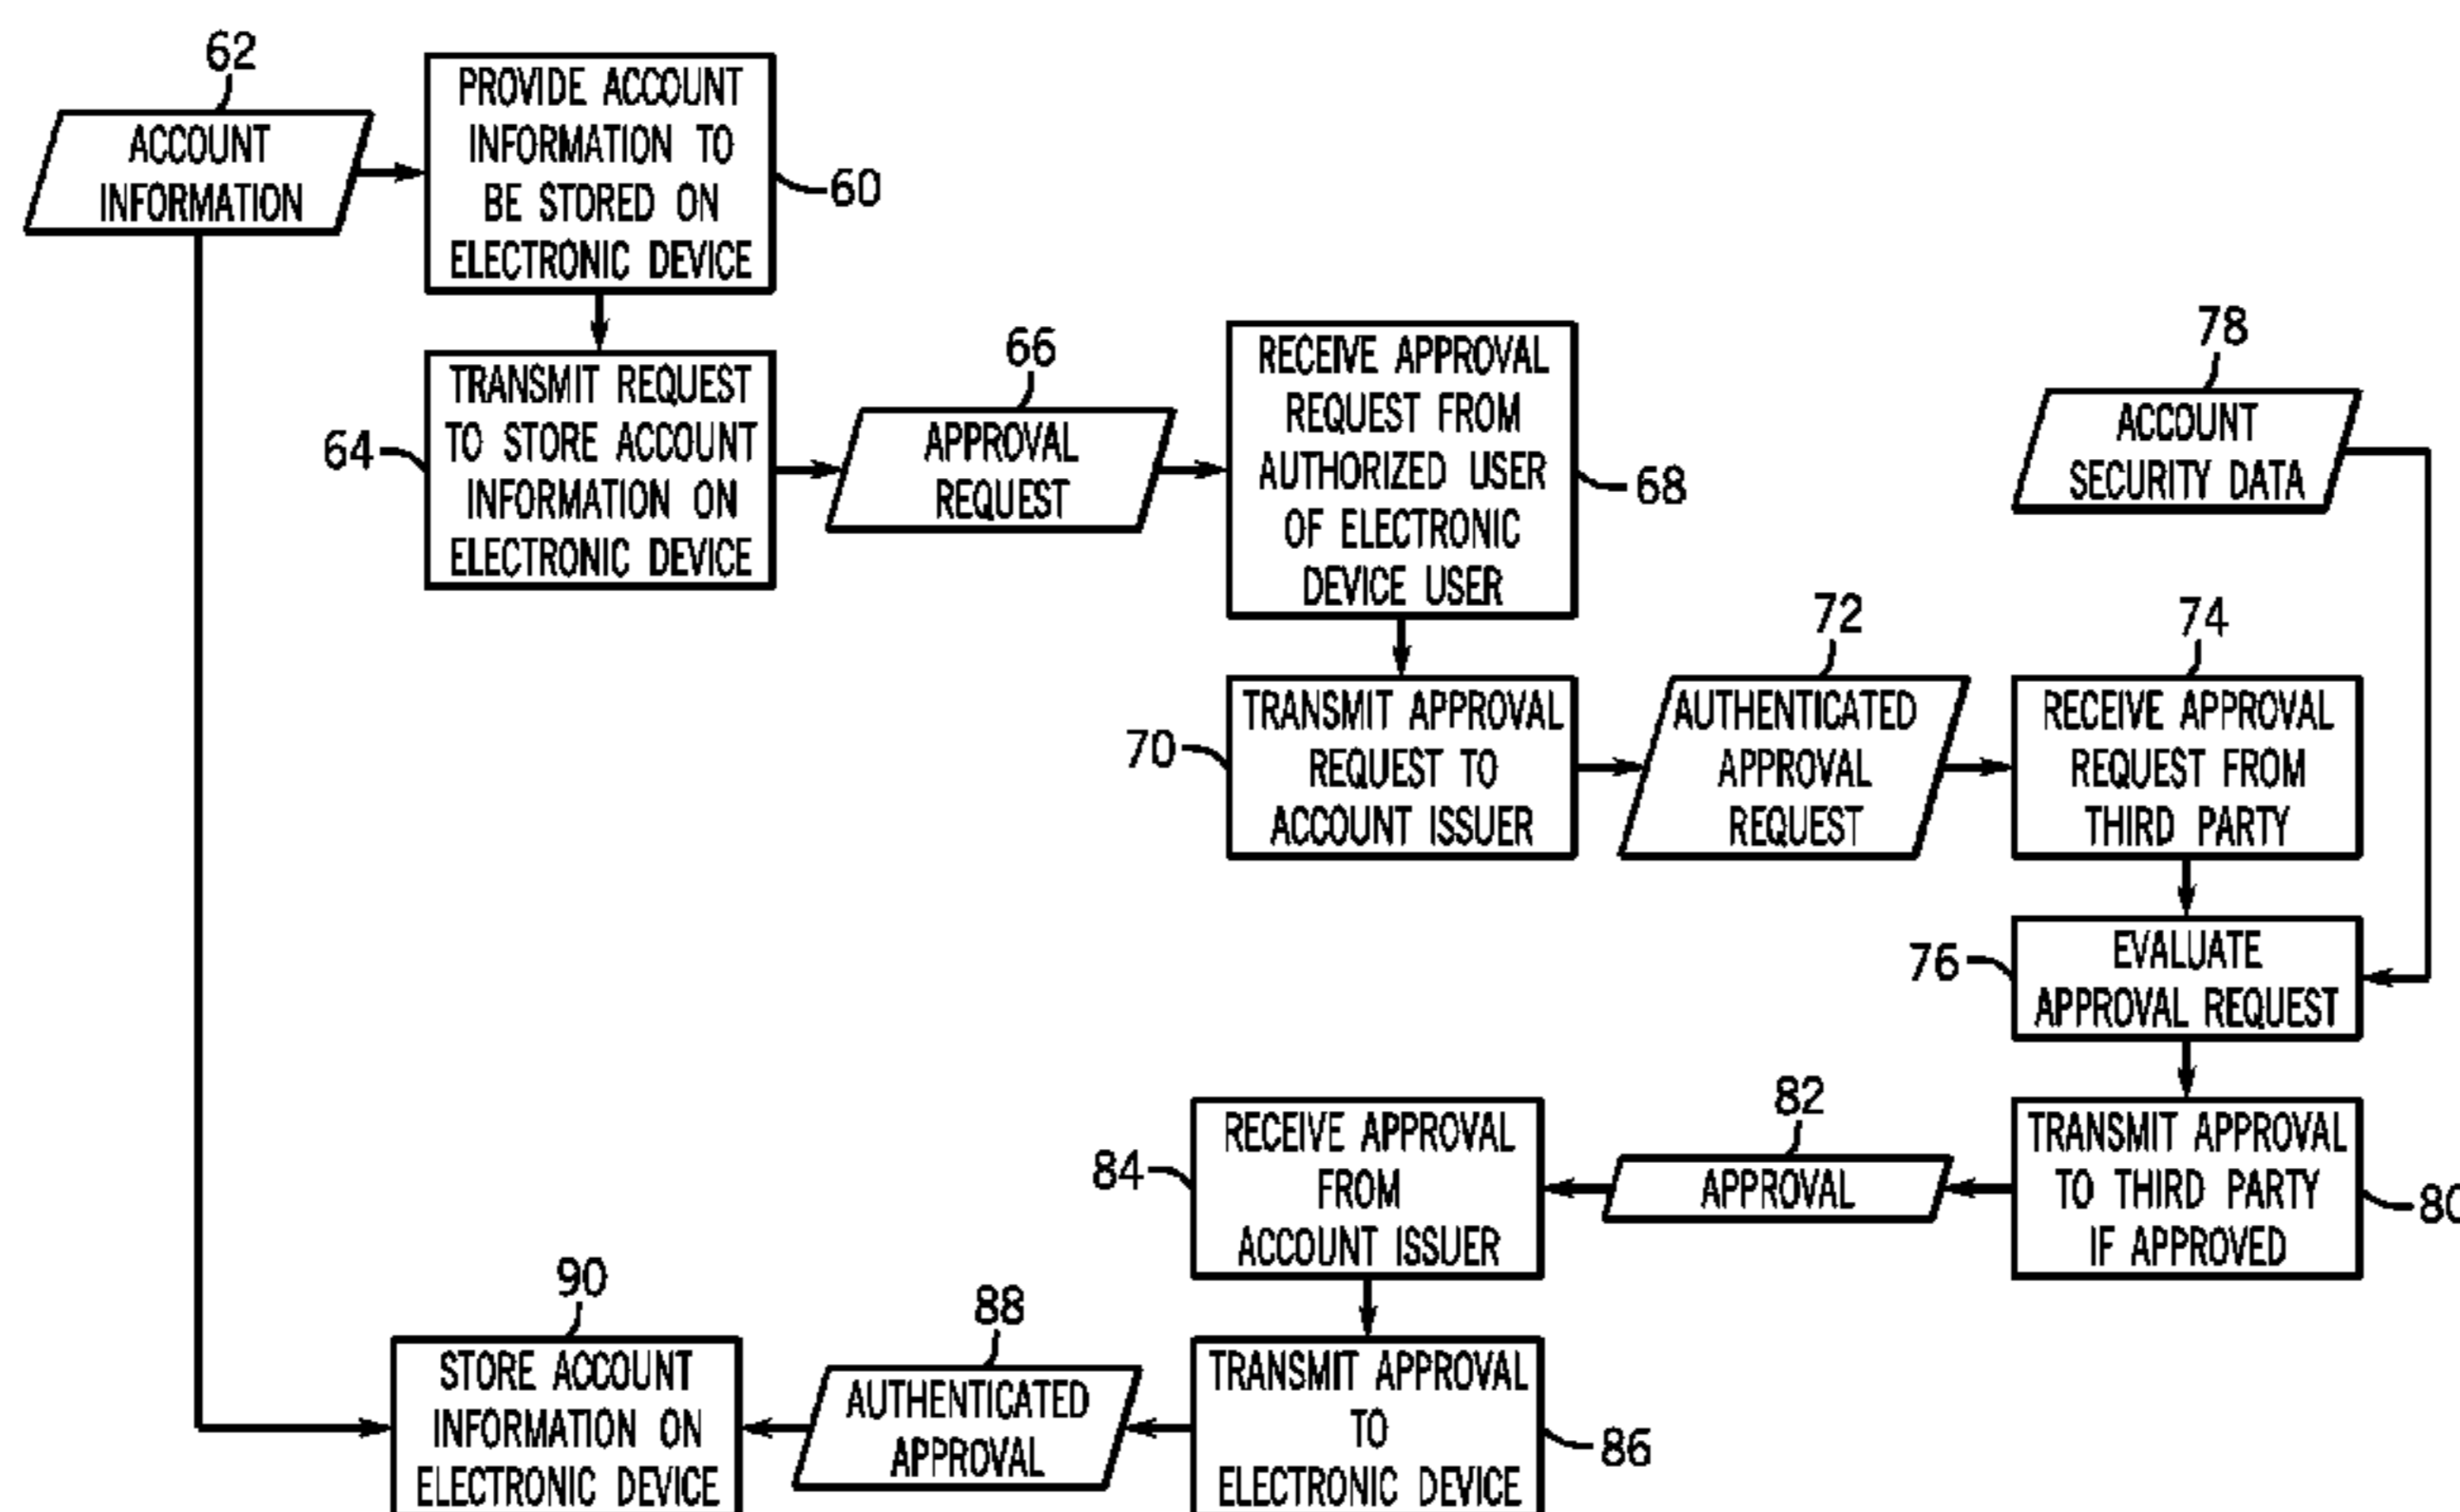 62
ACCOUNT
INFORMATION
PROVIDE ACCOUNT
INFORMATION TO
BE STORED ON
ELECTRONIC DEVICE
60
64
TRANSMIT REQUEST
TO STORE ACCOUNT
INFORMATION ON
ELECTRONIC DEVICE
66
APPROVAL
REQUEST
RECEIVE APPROVAL
REQUEST FROM
AUTHORIZED USER
OF ELECTRONIC
DEVICE USER
68
78
ACCOUNT
SECURITY DATA
70
TRANSMIT APPROVAL
REQUEST TO
ACCOUNT ISSUER
72
AUTHENTICATED
APPROVAL
REQUEST
74
RECEIVE APPROVAL
REQUEST FROM
THIRD PARTY
76
EVALUATE
APPROVAL REQUEST
TRANSMIT APPROVAL
TO THIRD PARTY
IF APPROVED
80
82
APPROVAL
84
RECEIVE APPROVAL
FROM
ACCOUNT ISSUER
TRANSMIT APPROVAL
TO
ELECTRONIC DEVICE
86
88
AUTHENTICATED
APPROVAL
90
STORE ACCOUNT
INFORMATION ON
ELECTRONIC DEVICE